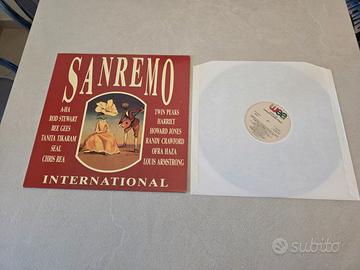 SANREMO
A-HA
ROD STEWART
BEE GEES
TANITA TIKARAM
SEAL
CHRIS REA
TWIN PEAKS
HARRIET
HOWARD JONES
RANDY CRAWFORD
OFRA HAZA
LOUIS ARMSTRONG
INTERNATIONAL
wea
subito